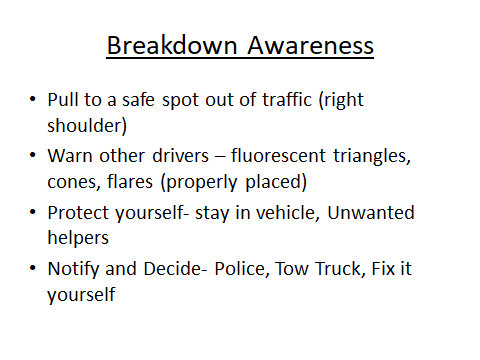 Breakdown Awareness
• Pull to a safe spot out of traffic (right
shoulder)
• Warn other drivers – fluorescent triangles,
cones, flares (properly placed)
• Protect yourself- stay in vehicle, Unwanted
helpers
• Notify and Decide- Police, Tow Truck, Fix it
yourself